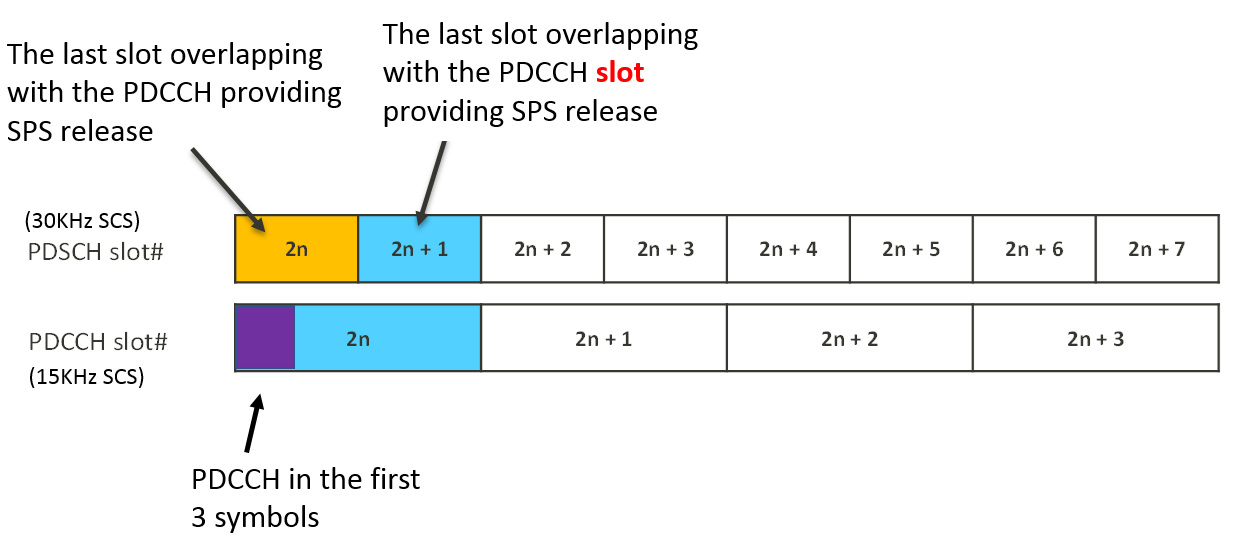 The last slot overlapping
with the PDCCH providing
SPS release
The last slot overlapping
with the PDCCH slot
providing SPS release
(30KHz SCS)
PDSCH slot#
2n
2n + 1
2n + 2
2n + 3
2n + 4
2n + 5
2n + 6
2n + 7
PDCCH slot#
(15KHz SCS)
2n
2n + 1
2n + 2
2n + 3
PDCCH in the first
3 symbols